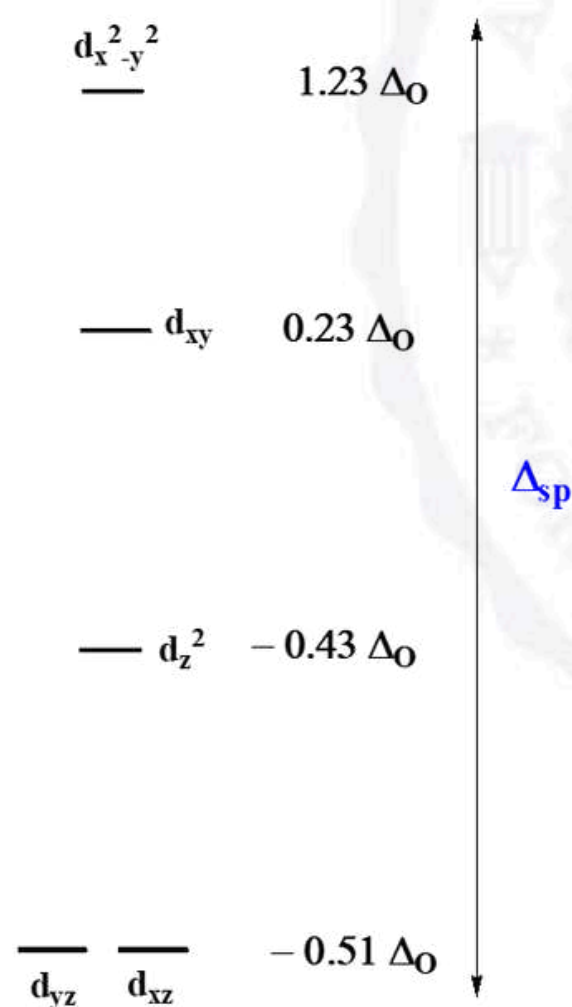 dx²-y² 1.23 ΔO
dxy 0.23 ΔO
Δsp
dz² – 0.43 ΔO
– 0.51 ΔO
dyz dxz